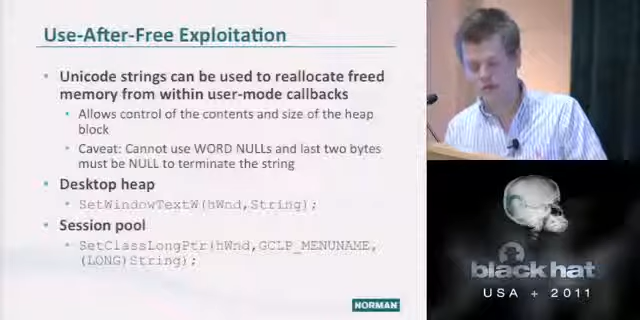 Use-After-Free Exploitation
• Unicode strings can be used to reallocate freed
memory from within user-mode callbacks
• Allows control of the contents and size of the heap
block
• Caveat: Cannot use WORD NULLs and last two bytes
must be NULL to terminate the string
• Desktop heap
• SetWindowTextW(hWnd,String);
• Session pool
• SetClassLongPtr(hWnd,GCLP_MENUNAME,
(LONG)String);
NORMAN
black hat
USA + 2011